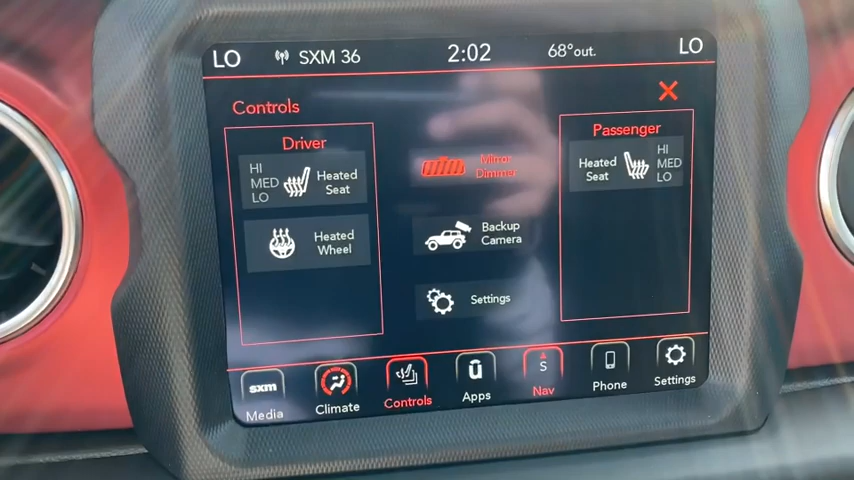 LO SXM 36 2:02 68°out. LO
Controls
Driver
HI
MED
LO
Heated
Seat
Heated
Wheel
Mirror
Dimmer
Backup
Camera
Settings
Passenger
Heated
Seat
HI
MED
LO
sxm
Media
Climate
Controls
U
Apps
S
Nav
Phone
Settings